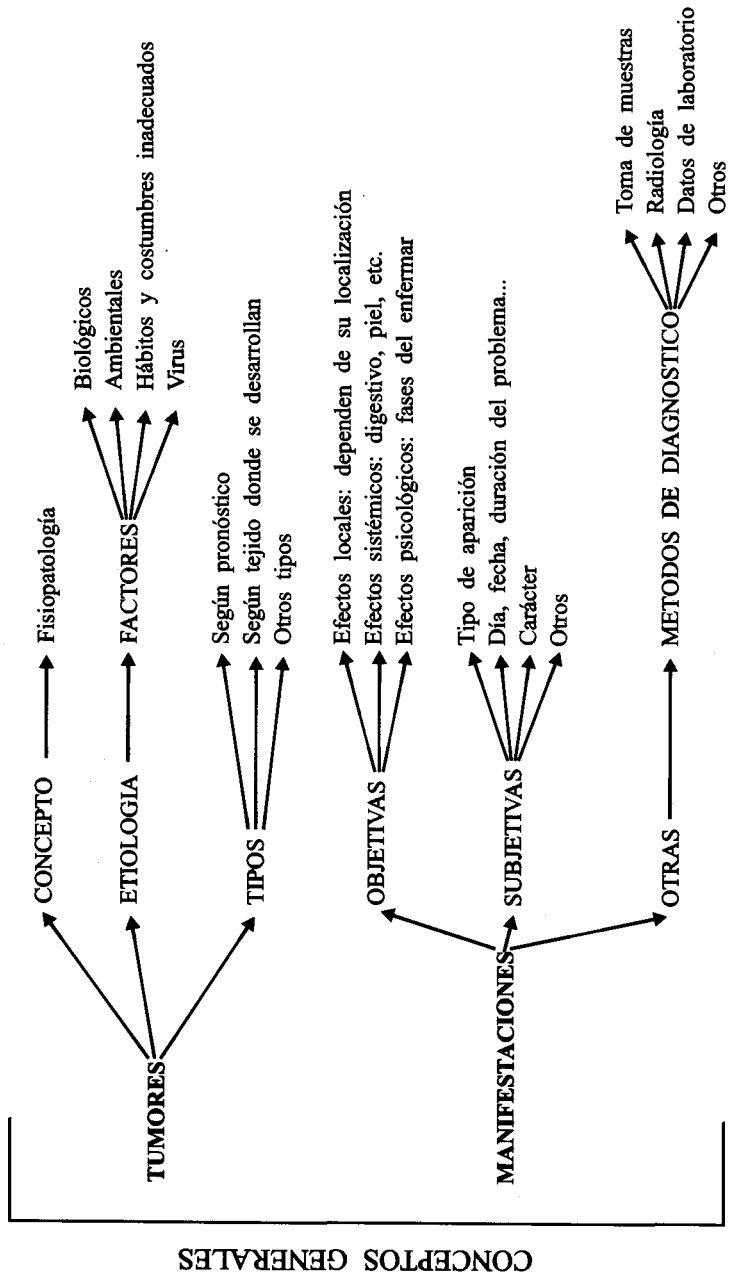 CONCEPTOS GENERALES
TUMORES
CONCEPTO
Fisiopatología
ETIOLOGIA
FACTORES
Biológicos
Ambientales
Hábitos y costumbres inadecuados
Virus
TIPOS
Según pronóstico
Según tejido donde se desarrollan
Otros tipos
MANIFESTACIONES
OBJETIVAS
Efectos locales: dependen de su localización
Efectos sistémicos: digestivo, piel, etc.
Efectos psicológicos: fases del enfermar
SUBJETIVAS
Tipo de aparición
Día, fecha, duración del problema...
Carácter
Otros
OTRAS
METODOS DE DIAGNOSTICO
Toma de muestras
Radiología
Datos de laboratorio
Otros